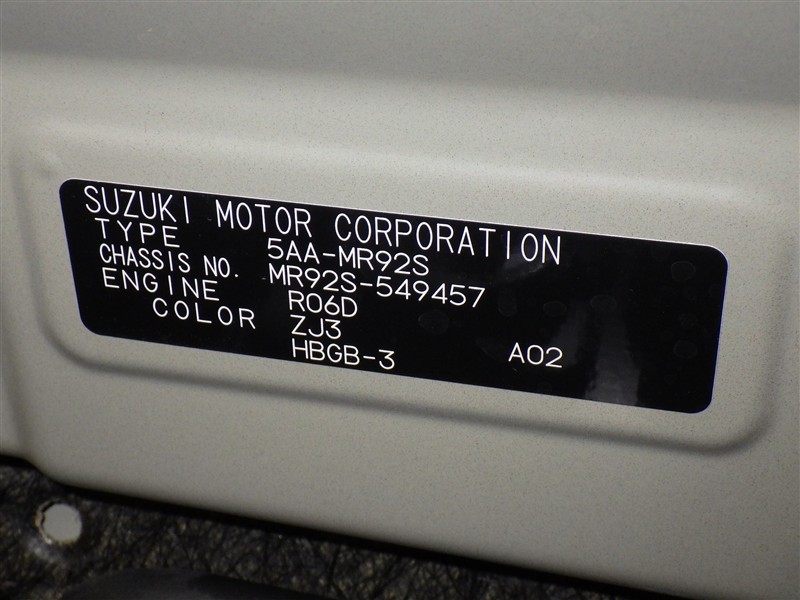 SUZUKI MOTOR CORPORATION
TYPE 5AA-MR92S
CHASSIS NO. MR92S-549457
ENGINE R06D
COLOR ZJ3
HBGB-3 A02